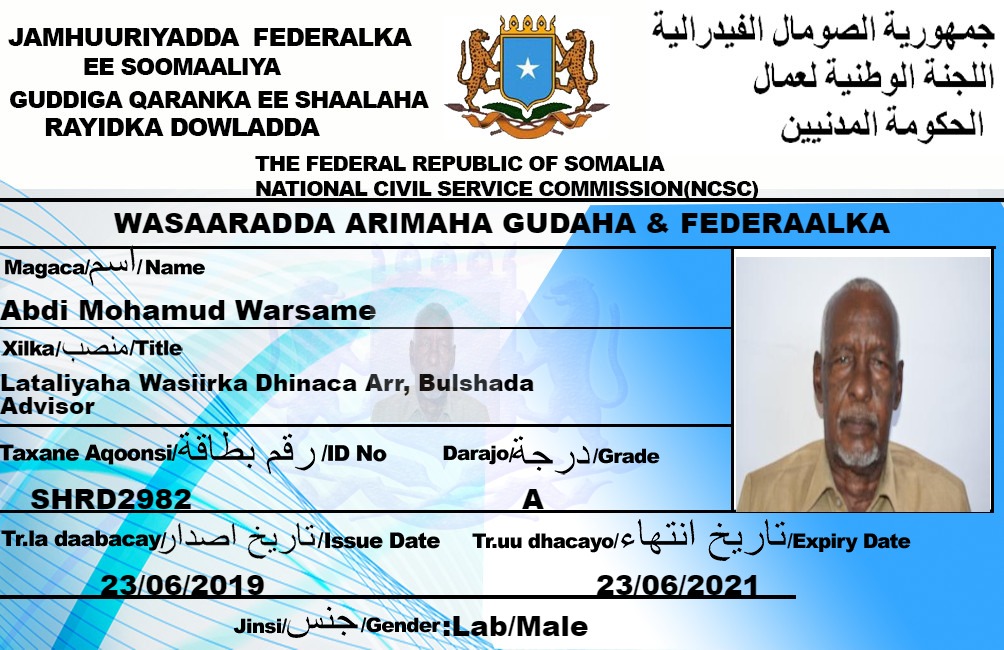 JAMHUURIYADDA FEDERALKA
EE SOOMAALIYA
GUDDIGA QARANKA EE SHAALAHA
RAYIDKA DOWLADDA
جمهورية الصومال الفيدرالية
اللجنة الوطنية لعمال
الحكومة المدنيين
THE FEDERAL REPUBLIC OF SOMALIA
NATIONAL CIVIL SERVICE COMMISSION(NCSC)
WASAARADDA ARIMAHA GUDAHA & FEDERAALKA
Magaca/اسم/Name
Abdi Mohamud Warsame
Xilka/منصب/Title
Lataliyaha Wasiirka Dhinaca Arr, Bulshada
Advisor
Taxane Aqoonsi/رقم بطاقة/ID No Darajo/درجة/Grade
SHRD2982 A
Tr.la daabacay/تاريخ اصدار/Issue Date Tr.uu dhacayo/تاريخ انتهاء/Expiry Date
23/06/2019 23/06/2021
Jinsi/جنس/Gender:Lab/Male